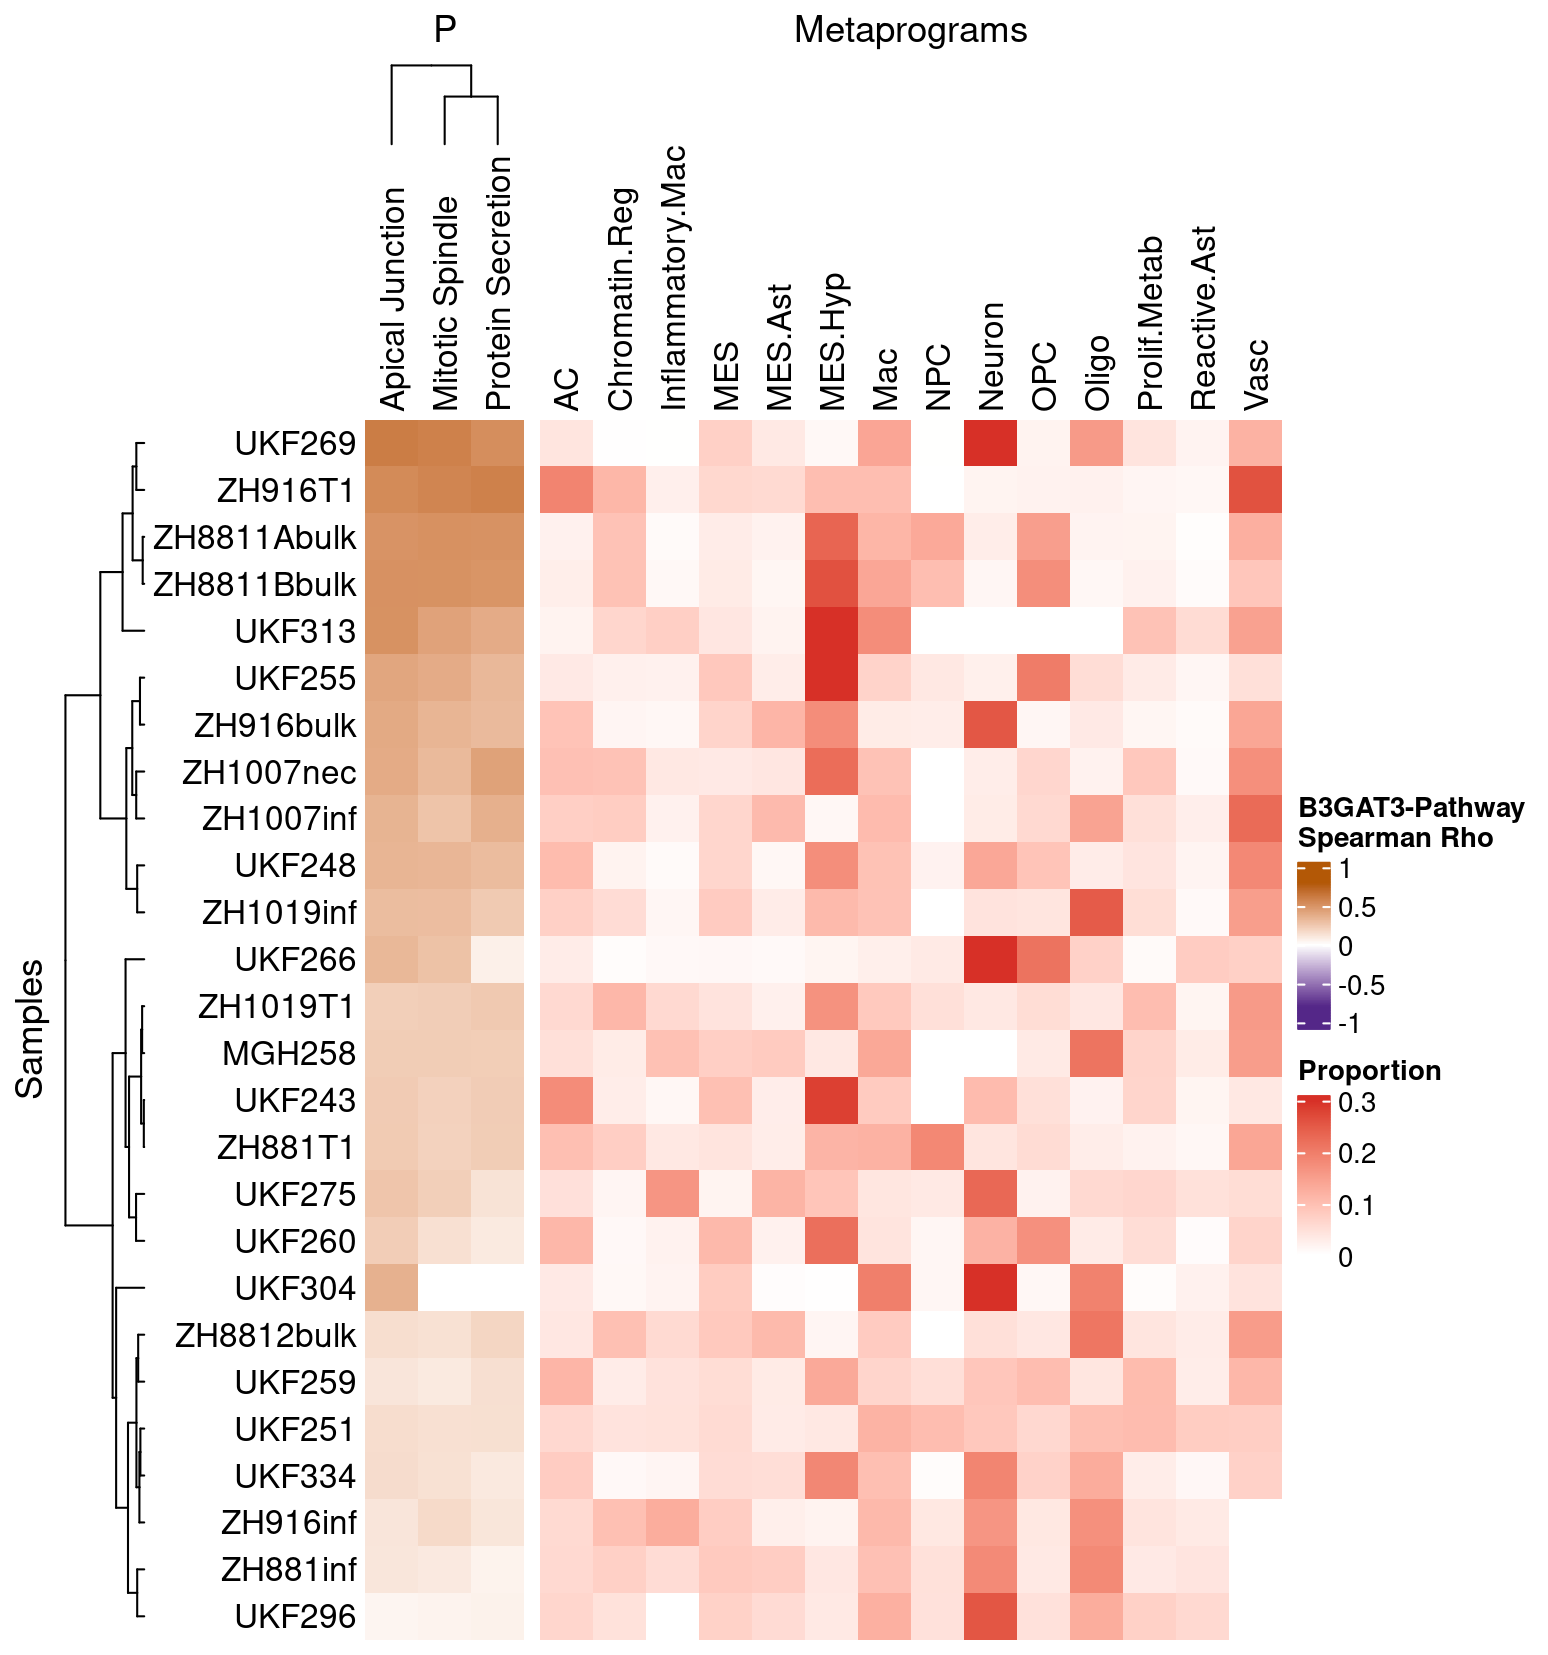 P
Metaprograms
Apical Junction
Mitotic Spindle
Protein Secretion
AC
Chromatin.Reg
Inflammatory.Mac
MES
MES.Ast
MES.Hyp
Mac
NPC
Neuron
OPC
Oligo
Prolif.Metab
Reactive.Ast
Vasc
Samples
UKF269
ZH916T1
ZH8811Abulk
ZH8811Bbulk
UKF313
UKF255
ZH916bulk
ZH1007nec
ZH1007inf
UKF248
ZH1019inf
UKF266
ZH1019T1
MGH258
UKF243
ZH881T1
UKF275
UKF260
UKF304
ZH8812bulk
UKF259
UKF251
UKF334
ZH916inf
ZH881inf
UKF296
B3GAT3-Pathway
Spearman Rho
1
0.5
0
-0.5
-1
Proportion
0.3
0.2
0.1
0